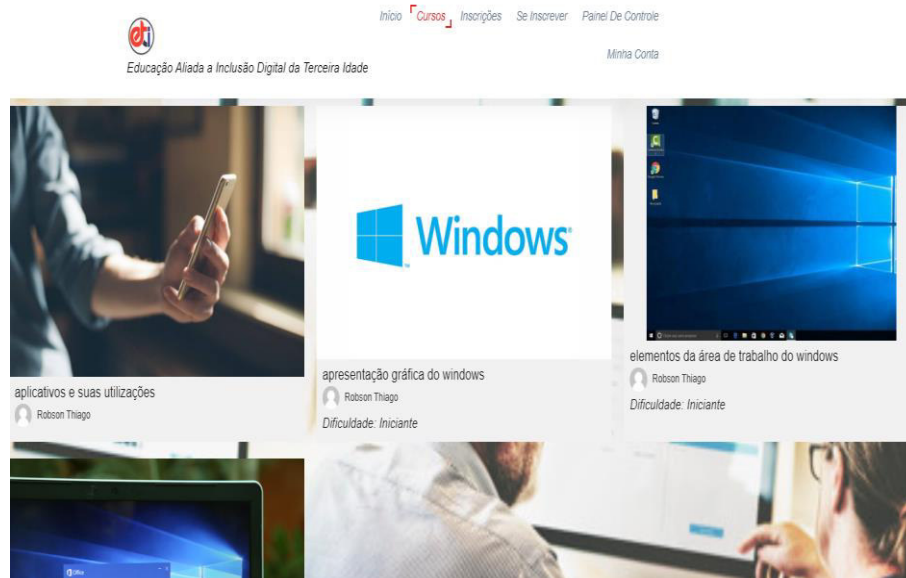 Início Cursos Inscrições Se Inscrever Painel De Controle
Minha Conta
eti
Educação Aliada a Inclusão Digital da Terceira Idade
Windows
aplicativos e suas utilizações
Robson Thiago
apresentação gráfica do windows
Robson Thiago
Dificuldade: Iniciante
elementos da área de trabalho do windows
Robson Thiago
Dificuldade: Iniciante
Office